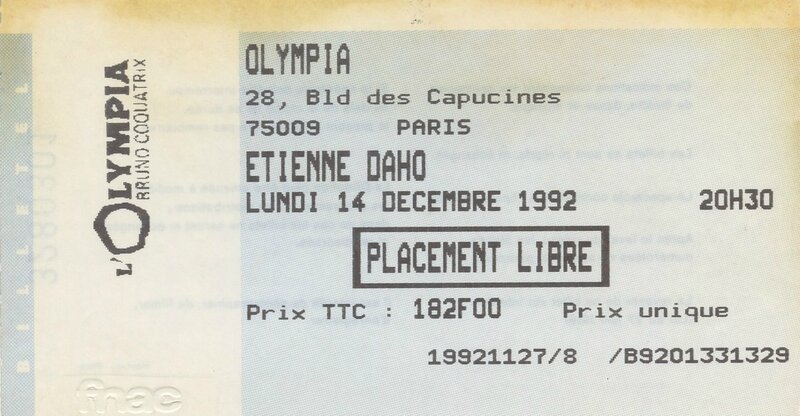 BILLETEL
3280301
L'OLYMPIA
BRUNO COQUATRIX
OLYMPIA
28, Bld des Capucines
75009 PARIS
ETIENNE DAHO
LUNDI 14 DECEMBRE 1992 20H30
PLACEMENT LIBRE
Prix TTC : 182F00 Prix unique
19921127/8 /B9201331329
fnac